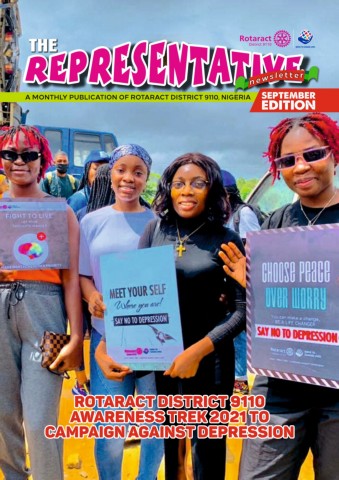 THE
REPRESENTATIVE
newsletter
Rotaract
District 9110
A MONTHLY PUBLICATION OF ROTARACT DISTRICT 9110, NIGERIA
SEPTEMBER
EDITION
MEET YOUR SELF
Where you are!
SAY NO TO DEPRESSION
CHOOSE PEACE
OVER WORRY
SAY NO TO DEPRESSION
ROTARACT DISTRICT 9110
AWARENESS TREK 2021 TO
CAMPAIGN AGAINST DEPRESSION